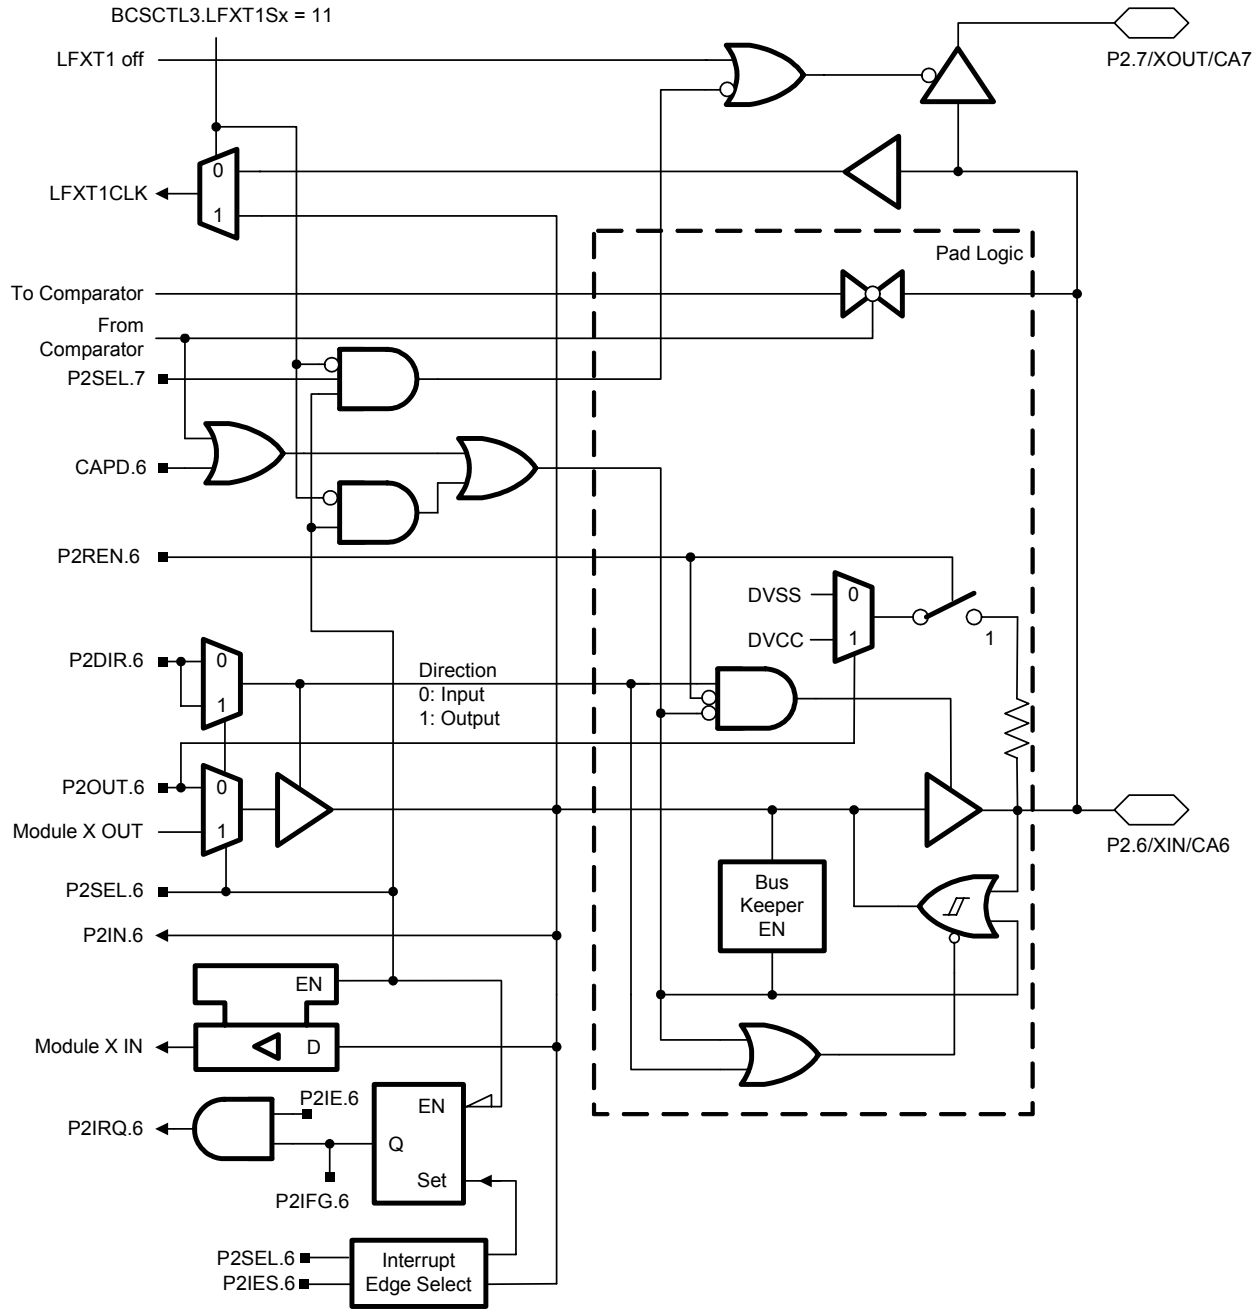 BCSCTL3.LFXT1Sx = 11
LFXT1 off
P2.7/XOUT/CA7
0
LFXT1CLK
1
Pad Logic
To Comparator
From
Comparator
P2SEL.7
CAPD.6
P2REN.6
DVSS
0
DVCC
1
1
P2DIR.6
0
1
Direction
0: Input
1: Output
P2OUT.6
0
Module X OUT
1
P2.6/XIN/CA6
P2SEL.6
Bus
Keeper
EN
P2IN.6
EN
Module X IN
D
P2IE.6
EN
P2IRQ.6
Q
Set
P2IFG.6
P2SEL.6
P2IES.6
Interrupt
Edge Select